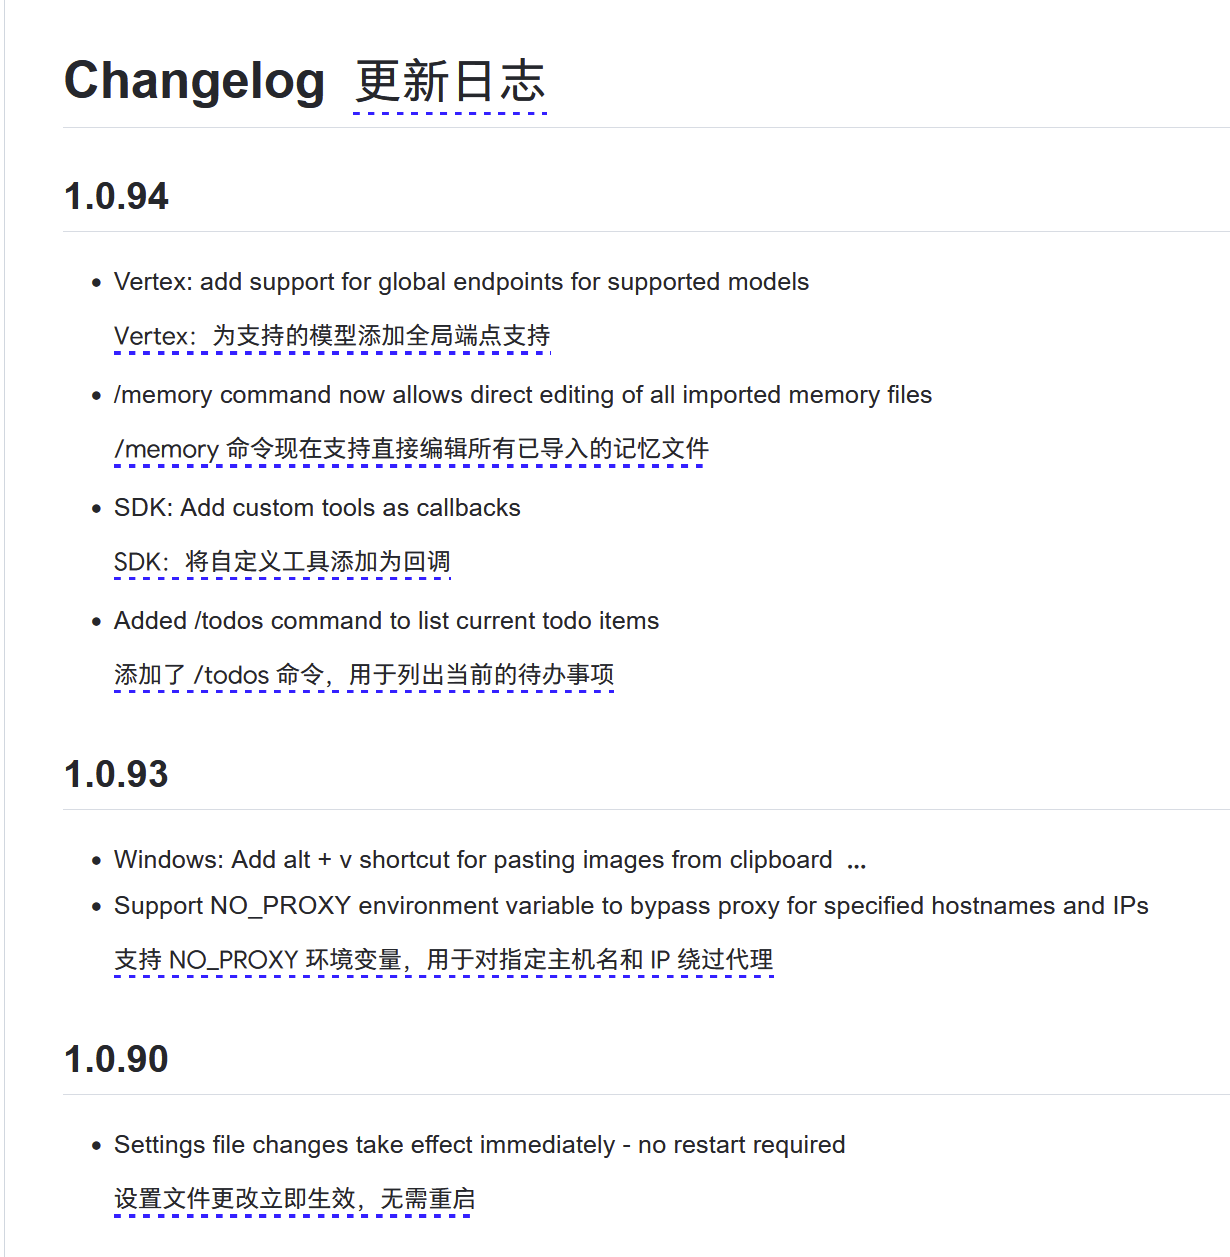 Changelog 更新日志
1.0.94
Vertex: add support for global endpoints for supported models
Vertex：为支持的模型添加全局端点支持
/memory command now allows direct editing of all imported memory files
/memory 命令现在支持直接编辑所有已导入的记忆文件
SDK: Add custom tools as callbacks
SDK：将自定义工具添加为回调
Added /todos command to list current todo items
添加了 /todos 命令，用于列出当前的待办事项
1.0.93
Windows: Add alt + v shortcut for pasting images from clipboard ...
Support NO_PROXY environment variable to bypass proxy for specified hostnames and IPs
支持 NO_PROXY 环境变量，用于对指定主机名和 IP 绕过代理
1.0.90
Settings file changes take effect immediately - no restart required
设置文件更改立即生效，无需重启